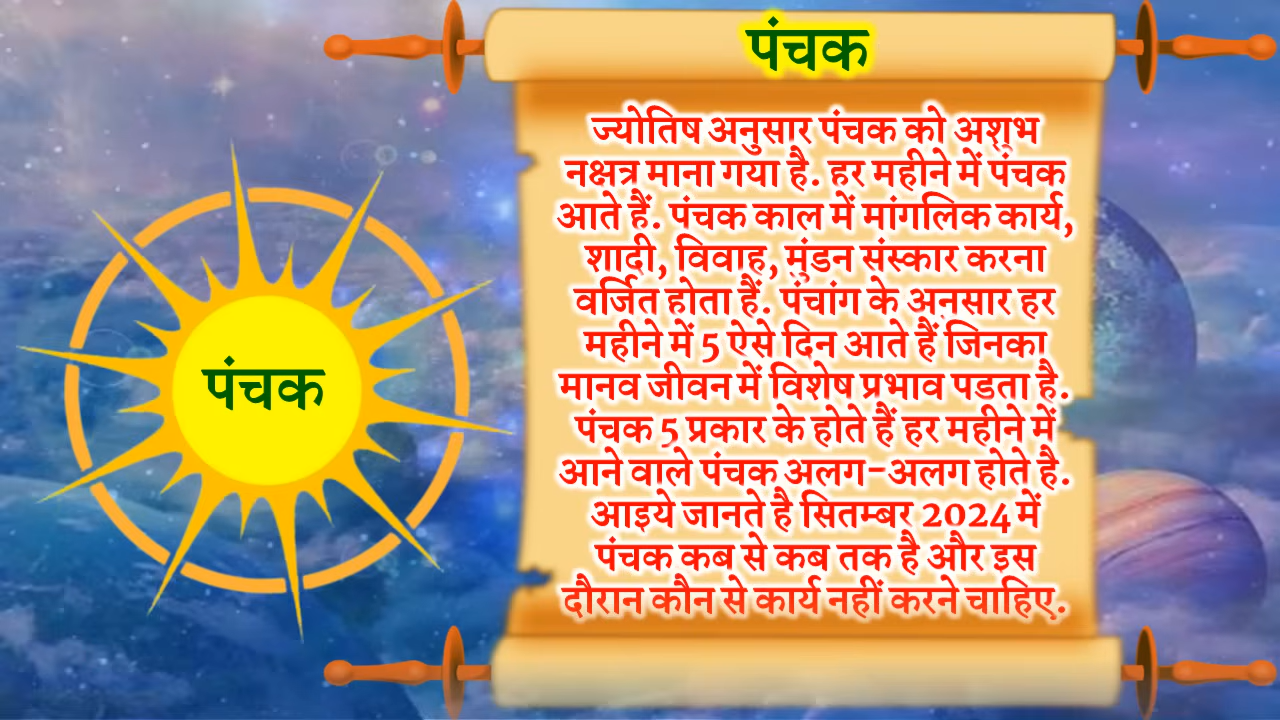 पंचक
ज्योतिष अनुसार पंचक को अशुभ
नक्षत्र माना गया है. हर महीने में पंचक
आते हैं. पंचक काल में मांगलिक कार्य,
शादी, विवाह, मुंडन संस्कार करना
वर्जित होता हैं. पंचांग के अनुसार हर
महीने में 5 ऐसे दिन आते हैं जिनका
मानव जीवन में विशेष प्रभाव पड़ता है.
पंचक 5 प्रकार के होते हैं हर महीने में
आने वाले पंचक अलग-अलग होते है.
आइये जानते है सितम्बर 2024 में
पंचक कब से कब तक है और इस
दौरान कौन से कार्य नहीं करने चाहिए.
पंचक